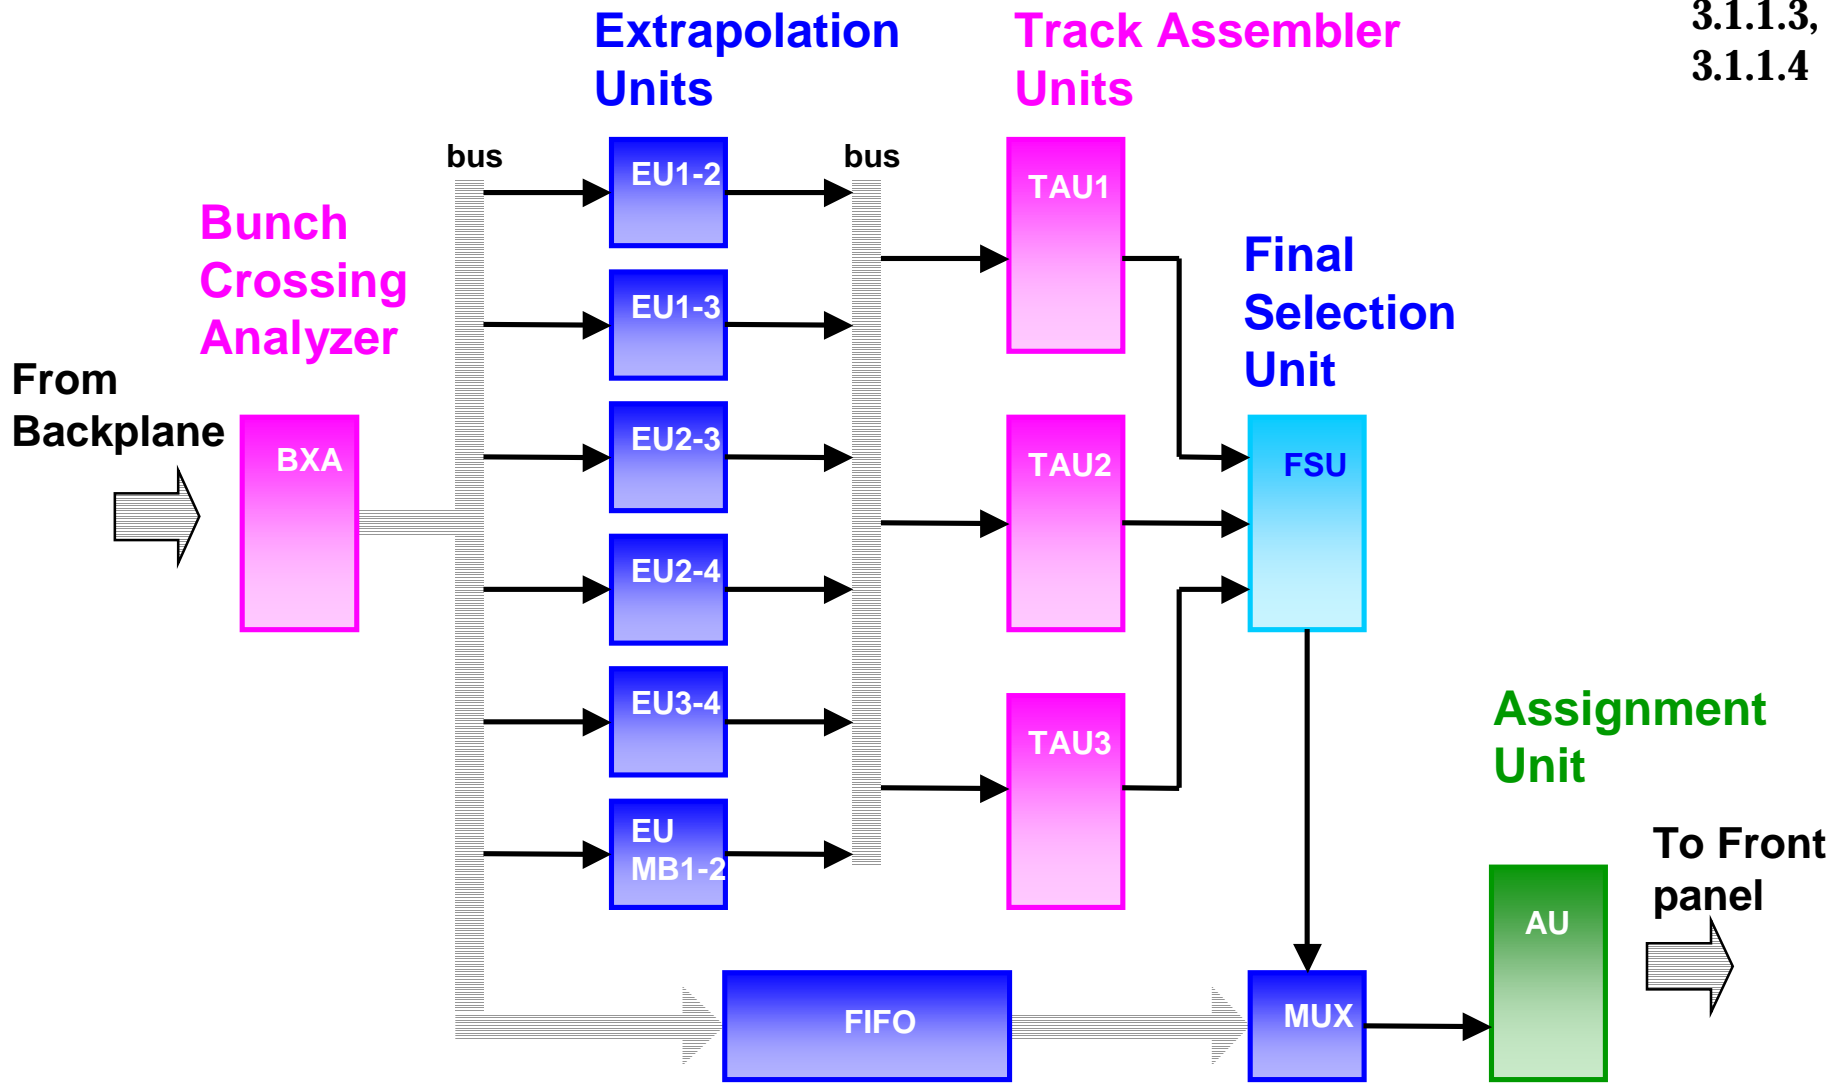 Extrapolation
Units
Track Assembler
Units
3.1.1.3,
3.1.1.4
bus
bus
EU1-2
TAU1
Bunch
Crossing
Analyzer
Final
Selection
Unit
EU1-3
From
Backplane
BXA
EU2-3
TAU2
FSU
EU2-4
EU3-4
TAU3
Assignment
Unit
EU
MB1-2
To Front
panel
AU
FIFO
MUX